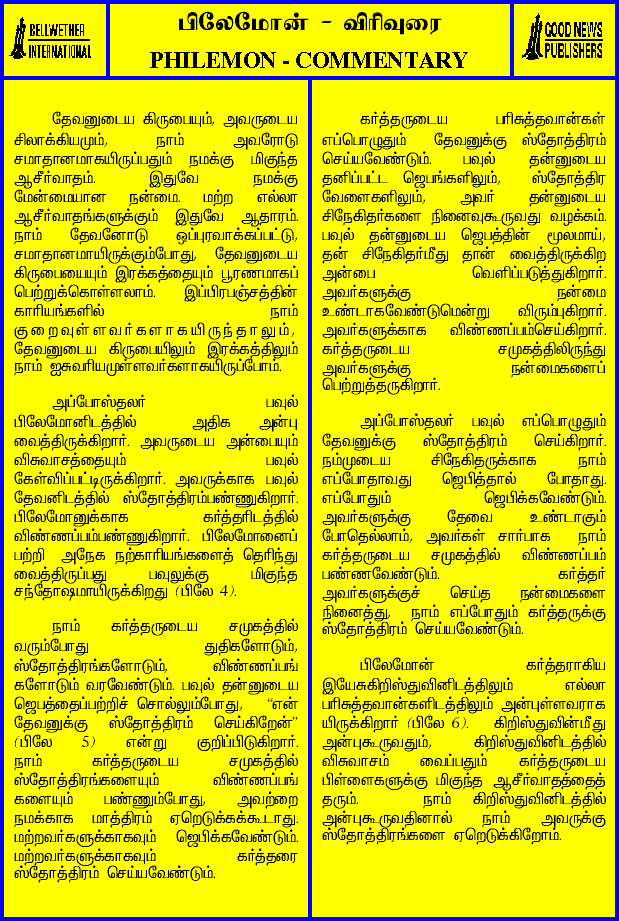 BELLWETHER
INTERNATIONAL
பிலேமோன் - விரிவுரை
PHILEMON - COMMENTARY
GOOD NEWS
PUBLISHERS
தேவனுடைய கிருபையும், அவருடைய
சிலாக்கியமும், நாம் அவரோடு
சமாதானமாகயிருப்பதும் நமக்கு மிகுந்த
ஆசீர்வாதம். இதுவே நமக்கு
மேன்மையான நன்மை. மற்ற எல்லா
ஆசீர்வாதங்களுக்கும் இதுவே ஆதாரம்.
நாம் தேவனோடு ஒப்புரவாக்கப்பட்டு,
சமாதானமாயிருக்கும்போது, தேவனுடைய
கிருபையையும் இரக்கத்தையும் பூரணமாகப்
பெற்றுக்கொள்ளலாம். இப்பிரபஞ்சத்தின்
காரியங்களில் நாம்
குறைவுள்ளவர்களாகயிருந்தாலும்,
தேவனுடைய கிருபையிலும் இரக்கத்திலும்
நாம் ஐசுவரியமுள்ளவர்களாகயிருப்போம்.
அப்போஸ்தலர் பவுல்
பிலேமோனிடத்தில் அதிக அன்பு
வைத்திருக்கிறார். அவருடைய அன்பையும்
விசுவாசத்தையும் பவுல்
கேள்விப்பட்டிருக்கிறார். அவருக்காக பவுல்
தேவனிடத்தில் ஸ்தோத்திரம்பண்ணுகிறார்.
பிலேமோனுக்காக கர்த்தரிடத்தில்
விண்ணப்பம்பண்ணுகிறார். பிலேமோனைப்
பற்றி அநேக நற்காரியங்களைத் தெரிந்து
வைத்திருப்பது பவுலுக்கு மிகுந்த
சந்தோஷமாயிருக்கிறது (பிலே 4).
நாம் கர்த்தருடைய சமுகத்தில்
வரும்போது துதிகளோடும்,
ஸ்தோத்திரங்களோடும், விண்ணப்பங்
களோடும் வரவேண்டும். பவுல் தன்னுடைய
ஜெபத்தைப்பற்றிச் சொல்லும்போது, “என்
தேவனுக்கு ஸ்தோத்திரம் செய்கிறேன்”
(பிலே 5) என்று குறிப்பிடுகிறார்.
நாம் கர்த்தருடைய சமுகத்தில்
ஸ்தோத்திரங்களையும் விண்ணப்பங்
களையும் பண்ணும்போது, அவற்றை
நமக்காக மாத்திரம் ஏறெடுக்கக்கூடாது.
மற்றவர்களுக்காகவும் ஜெபிக்கவேண்டும்.
மற்றவர்களுக்காகவும் கர்த்தரை
ஸ்தோத்திரம் செய்யவேண்டும்.
கர்த்தருடைய பரிசுத்தவான்கள்
எப்பொழுதும் தேவனுக்கு ஸ்தோத்திரம்
செய்யவேண்டும். பவுல் தன்னுடைய
தனிப்பட்ட ஜெபங்களிலும், ஸ்தோத்திர
வேளைகளிலும், அவர் தன்னுடைய
சிநேகிதர்களை நினைவுகூருவது வழக்கம்.
பவுல் தன்னுடைய ஜெபத்தின் மூலமாய்,
தன் சிநேகிதர்மீது தான் வைத்திருக்கிற
அன்பை வெளிப்படுத்துகிறார்.
அவர்களுக்கு நன்மை
உண்டாகவேண்டுமென்று விரும்புகிறார்.
அவர்களுக்காக விண்ணப்பம்செய்கிறார்.
கர்த்தருடைய சமுகத்திலிருந்து
அவர்களுக்கு நன்மைகளைப்
பெற்றுத்தருகிறார்.
அப்போஸ்தலர் பவுல் எப்பொழுதும்
தேவனுக்கு ஸ்தோத்திரம் செய்கிறார்.
நம்முடைய சிநேகிதருக்காக நாம்
எப்போதாவது ஜெபித்தால் போதாது.
எப்போதும் ஜெபிக்கவேண்டும்.
அவர்களுக்கு தேவை உண்டாகும்
போதெல்லாம், அவர்கள் சார்பாக நாம்
கர்த்தருடைய சமுகத்தில் விண்ணப்பம்
பண்ணவேண்டும். கர்த்தர்
அவர்களுக்குச் செய்த நன்மைகளை
நினைத்து, நாம் எப்போதும் கர்த்தருக்கு
ஸ்தோத்திரம் செய்யவேண்டும்.
பிலேமோன் கர்த்தராகிய
இயேசுகிறிஸ்துவினிடத்திலும் எல்லா
பரிசுத்தவான்களிடத்திலும் அன்புள்ளவராக
யிருக்கிறார் (பிலே 6). கிறிஸ்துவின்மீது
அன்புகூருவதும், கிறிஸ்துவினிடத்தில்
விசுவாசம் வைப்பதும் கர்த்தருடைய
பிள்ளைகளுக்கு மிகுந்த ஆசீர்வாதத்தைத்
தரும். நாம் கிறிஸ்துவினிடத்தில்
அன்புகூருவதினால் நாம் அவருக்கு
ஸ்தோத்திரங்களை ஏறெடுக்கிறோம்.